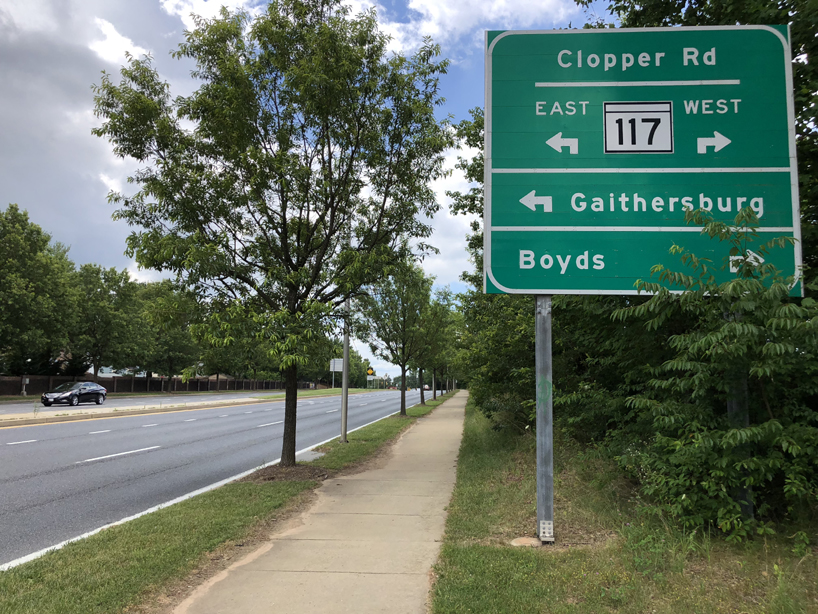 Clopper Rd
EAST 117 WEST
Gaithersburg
Boyds